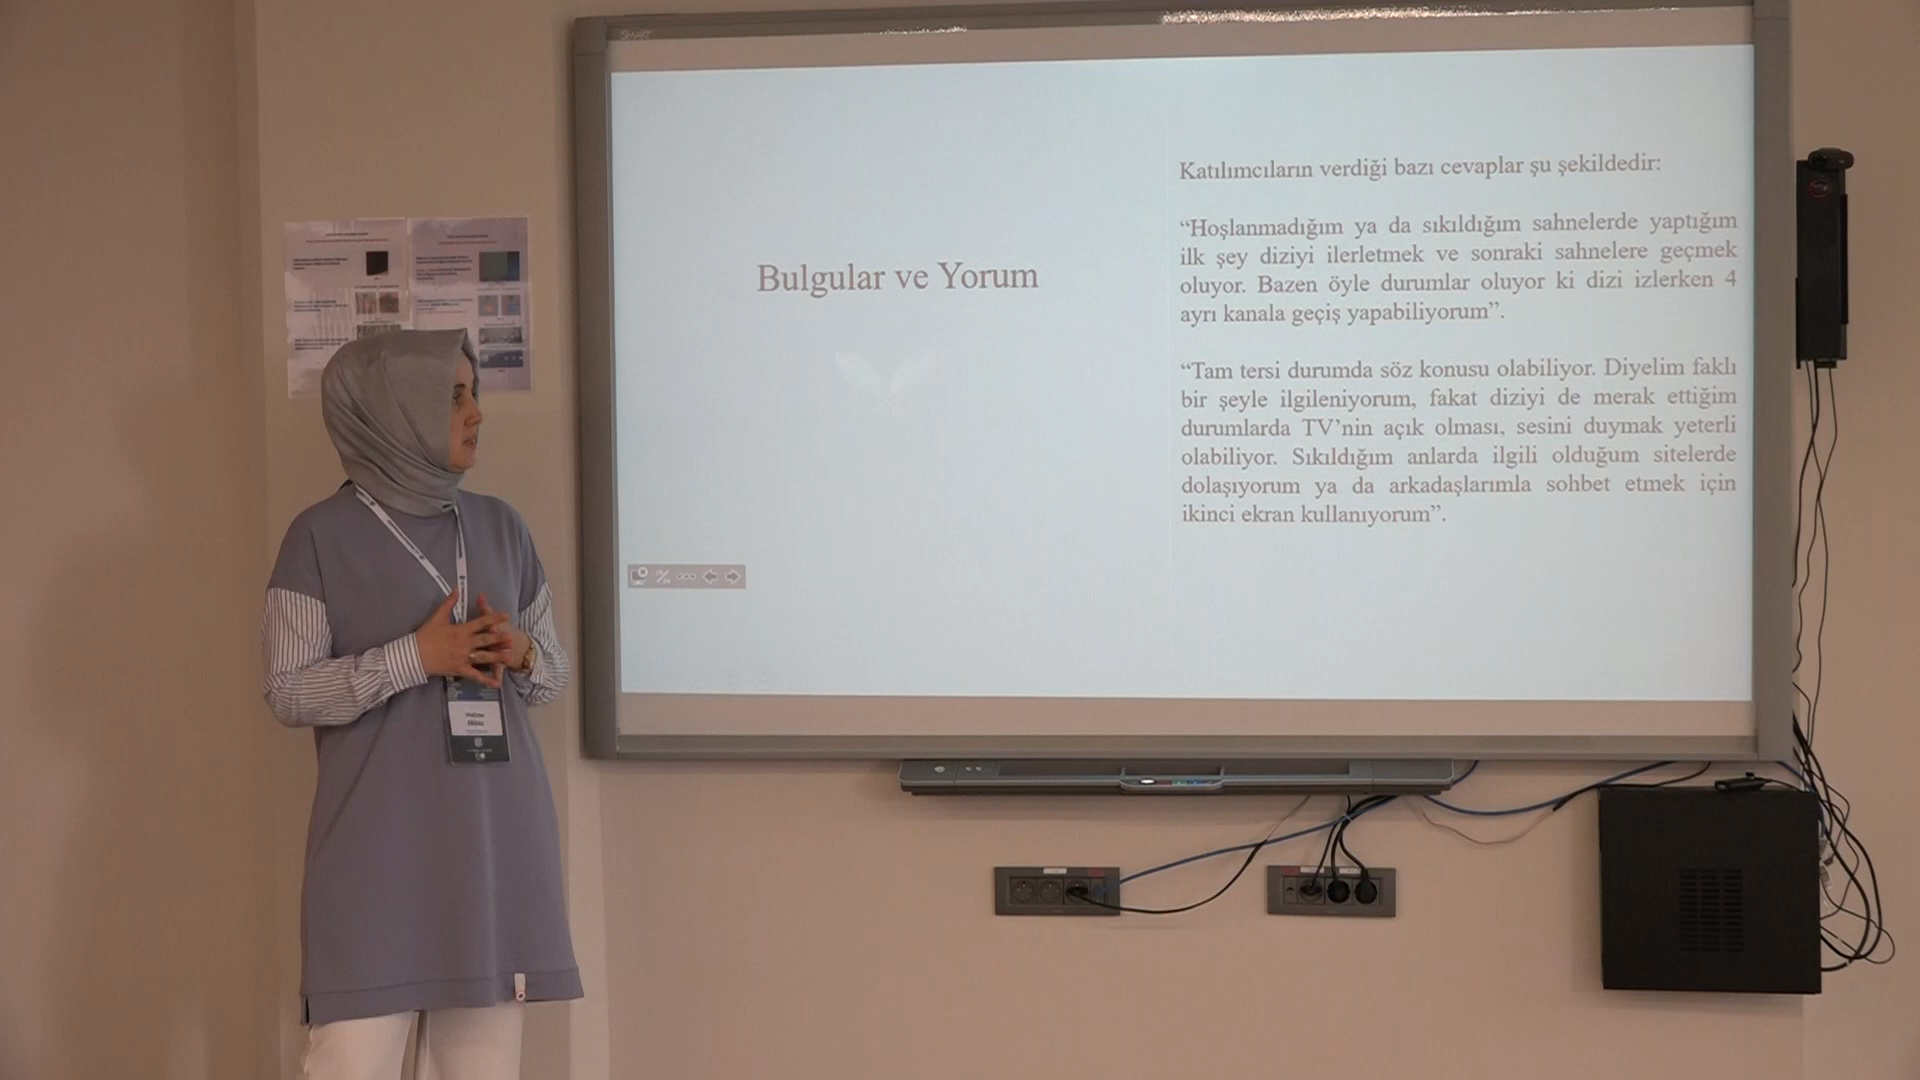 SMART
Bulgular ve Yorum
Katılımcıların verdiği bazı cevaplar şu şekildedir:
“Hoşlanmadığım ya da sıkıldığım sahnelerde yaptığım
ilk şey diziyi ilerletmek ve sonraki sahnelere geçmek
oluyor. Bazen öyle durumlar oluyor ki dizi izlerken 4
ayrı kanala geçiş yapabiliyorum”.
“Tam tersi durumda söz konusu olabiliyor. Diyelim faklı
bir şeyle ilgileniyorum, fakat diziyi de merak ettiğim
durumlarda TV’nin açık olması, sesini duymak yeterli
olabiliyor. Sıkıldığım anlarda ilgili olduğum sitelerde
dolaşıyorum ya da arkadaşlarımla sohbet etmek için
ikinci ekran kullanıyorum”.